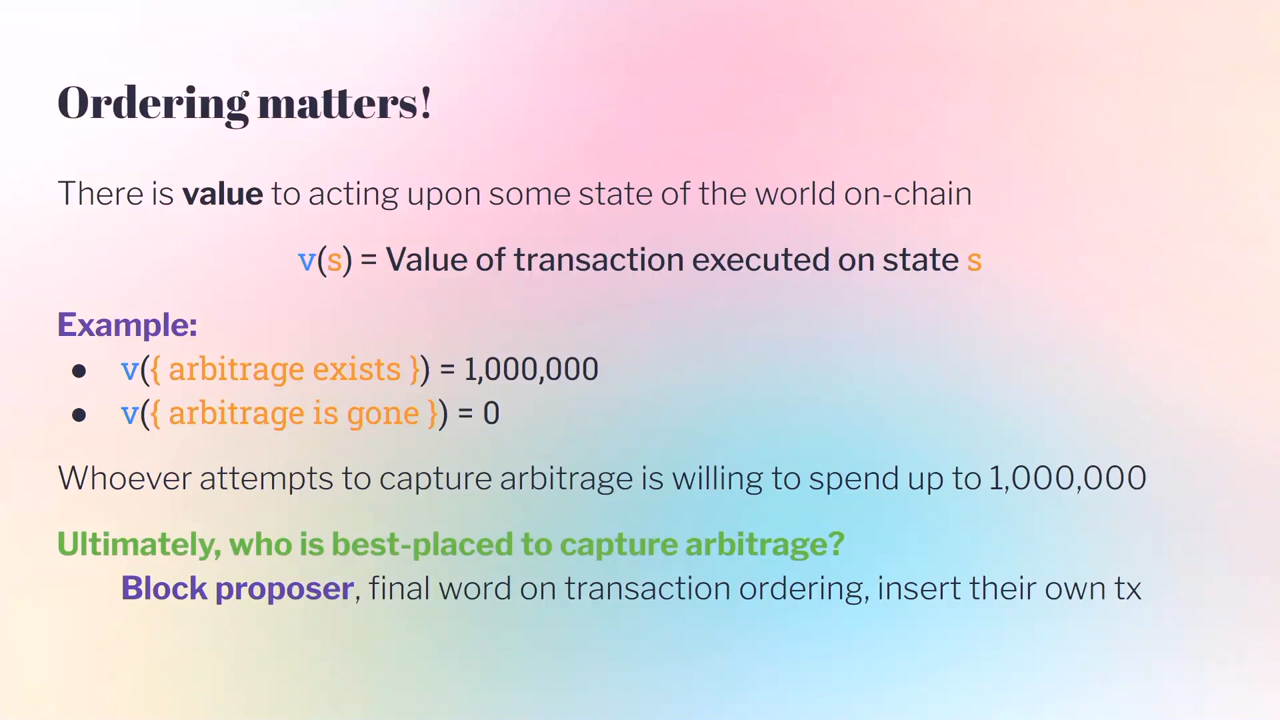 Ordering matters!
There is value to acting upon some state of the world on-chain
v(s) = Value of transaction executed on state s
Example:
● v({ arbitrage exists }) = 1,000,000
● v({ arbitrage is gone }) = 0
Whoever attempts to capture arbitrage is willing to spend up to 1,000,000
Ultimately, who is best-placed to capture arbitrage?
Block proposer, final word on transaction ordering, insert their own tx